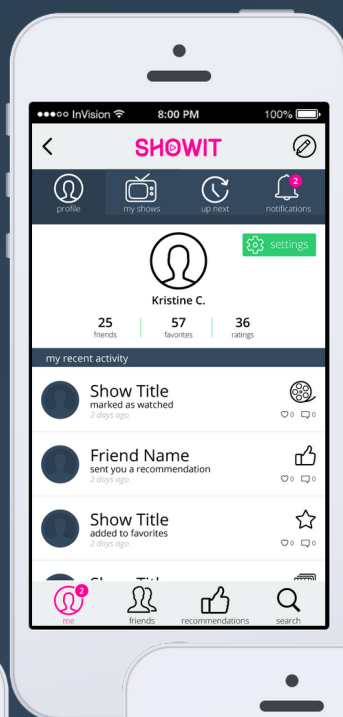 InVision 8:00 PM 100%
SHOWIT
profile my shows up next 2 notifications
settings
Kristine C.
25 57 36
friends favorites ratings
my recent activity
Show Title
marked as watched
2 days ago
0 0
Friend Name
sent you a recommendation
2 days ago
0 0
Show Title
added to favorites
2 days ago
0 0
2
me friends recommendations search